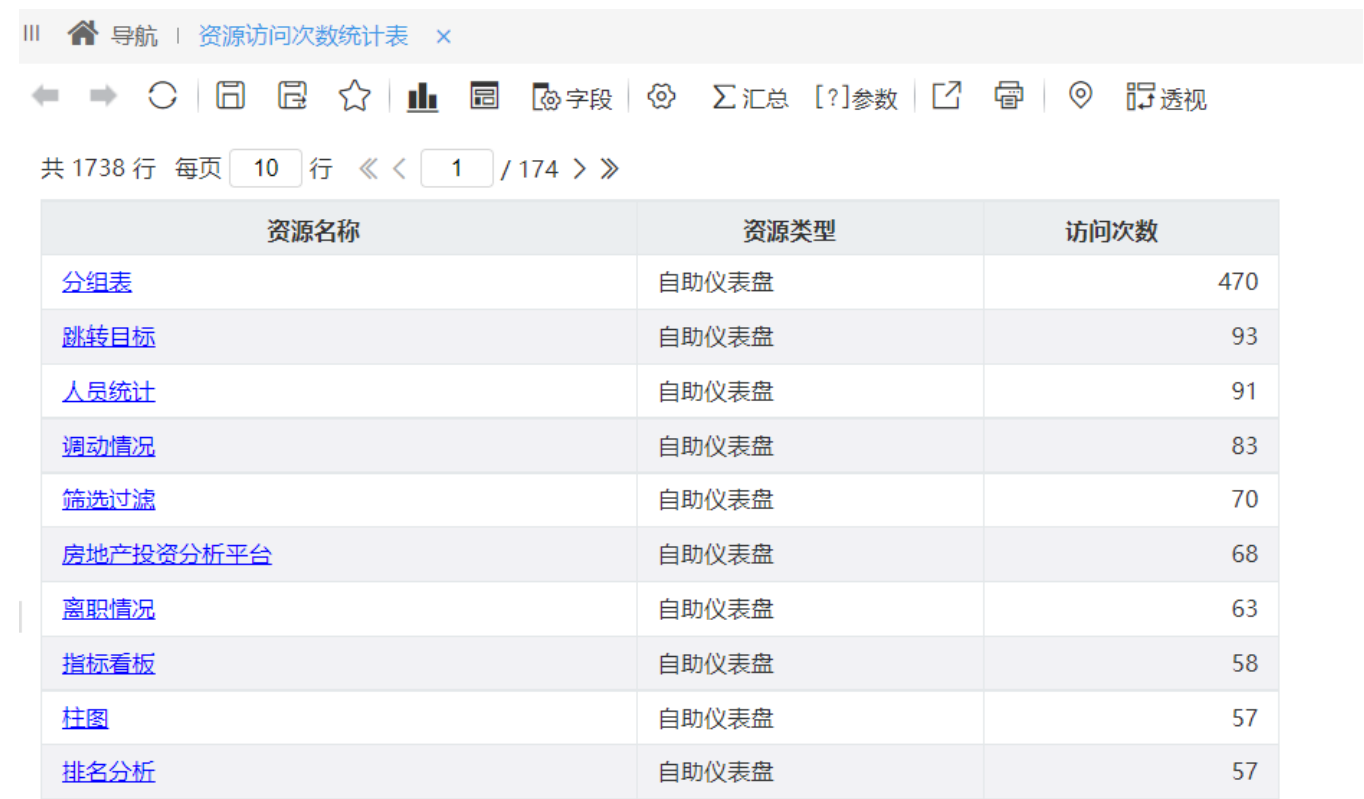 导航 资源访问次数统计表 ×
字段 Σ汇总 [?]参数 透视
共 1738 行 每页 10 行 1 / 174
资源名称 资源类型 访问次数
分组表 自助仪表盘 470
跳转目标 自助仪表盘 93
人员统计 自助仪表盘 91
调动情况 自助仪表盘 83
筛选过滤 自助仪表盘 70
房地产投资分析平台 自助仪表盘 68
离职情况 自助仪表盘 63
指标看板 自助仪表盘 58
柱图 自助仪表盘 57
排名分析 自助仪表盘 57